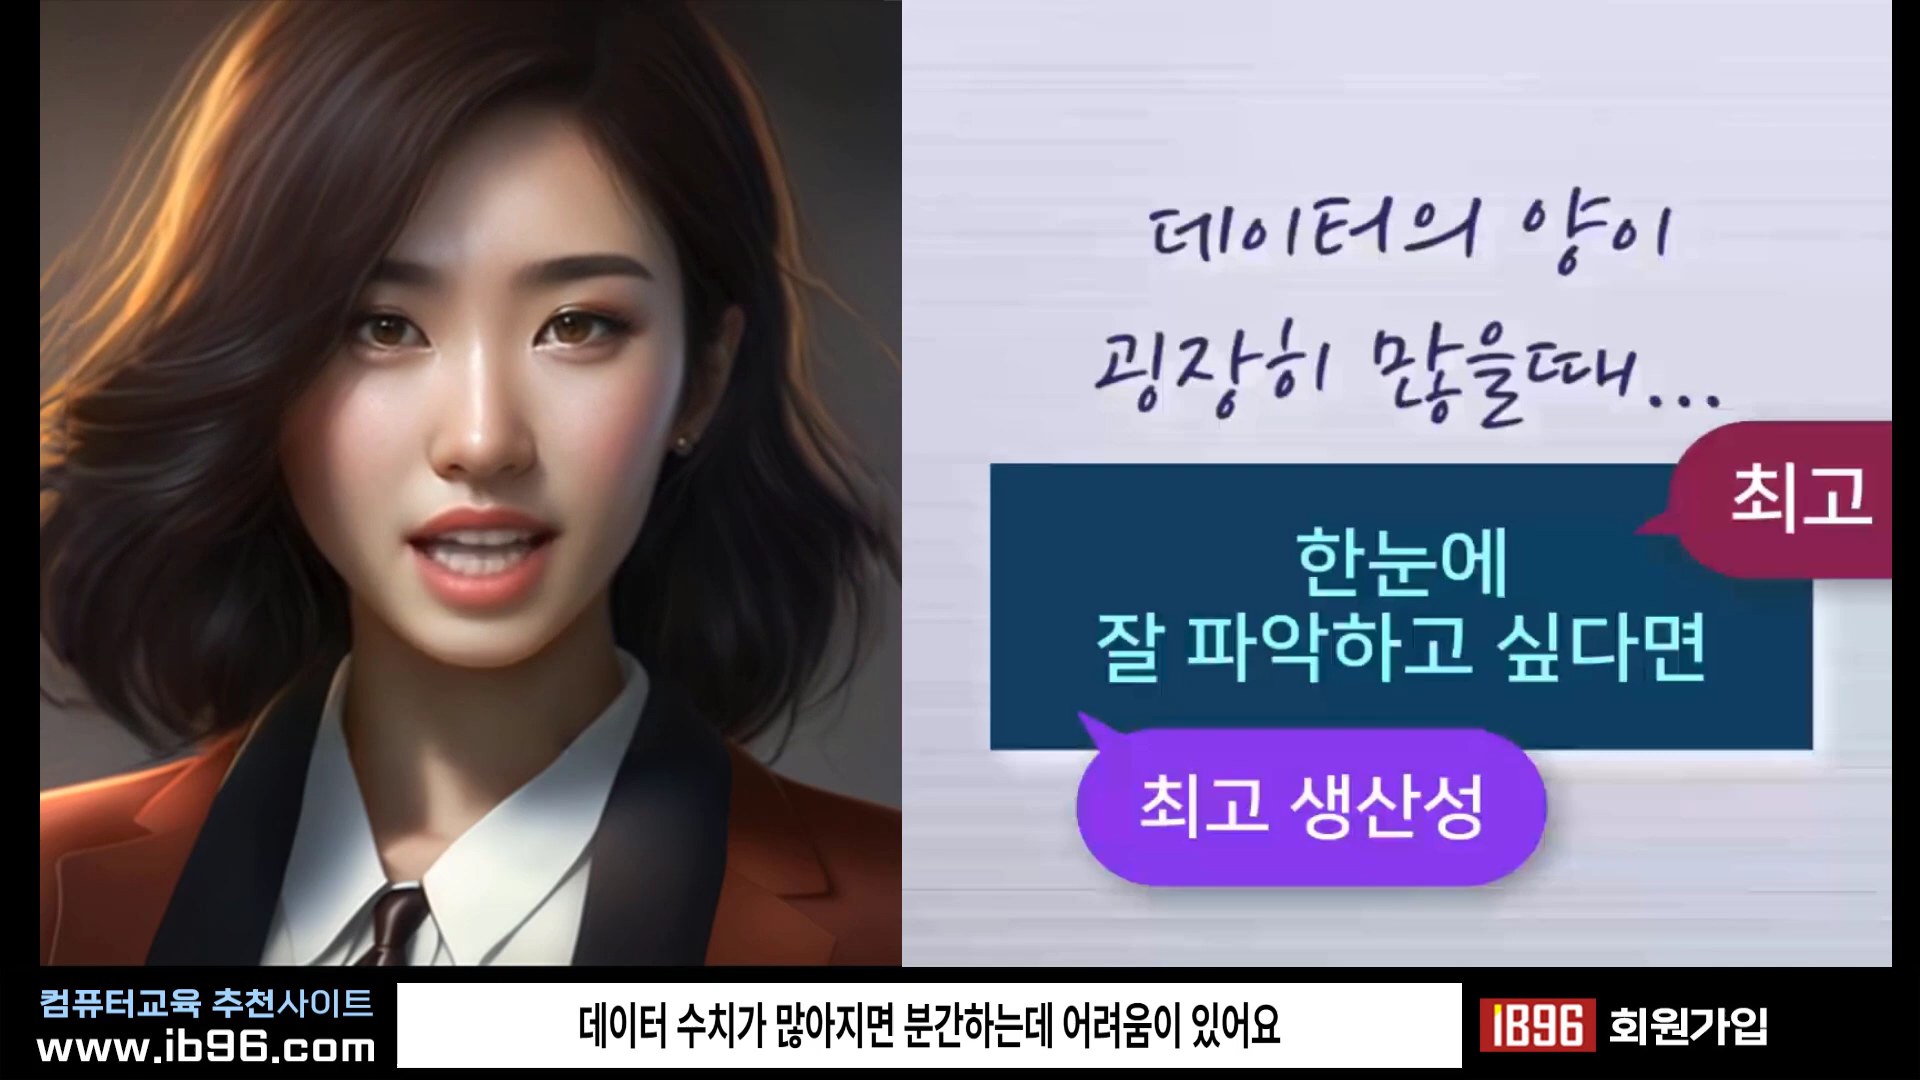 데이터의 양이
굉장히 많을때...
최고
한눈에
잘 파악하고 싶다면
최고 생산성
컴퓨터교육 추천사이트
www.ib96.com
데이터 수치가 많아지면 분간하는데 어려움이 있어요
IB96 회원가입